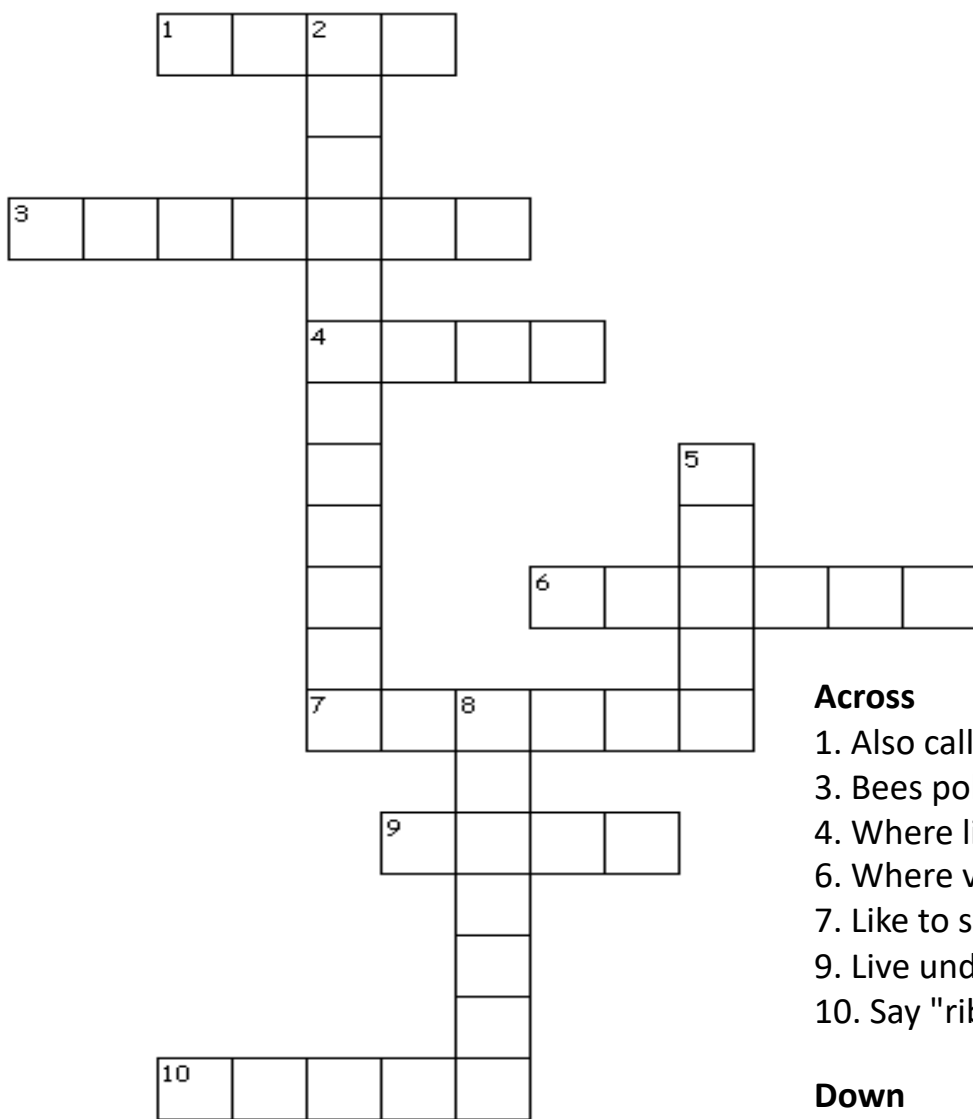 1 2
3
4
5
6
7 8
9
10
Across
1. Also call
3. Bees po
4. Where li
6. Where v
7. Like to s
9. Live und
10. Say "rib
Down